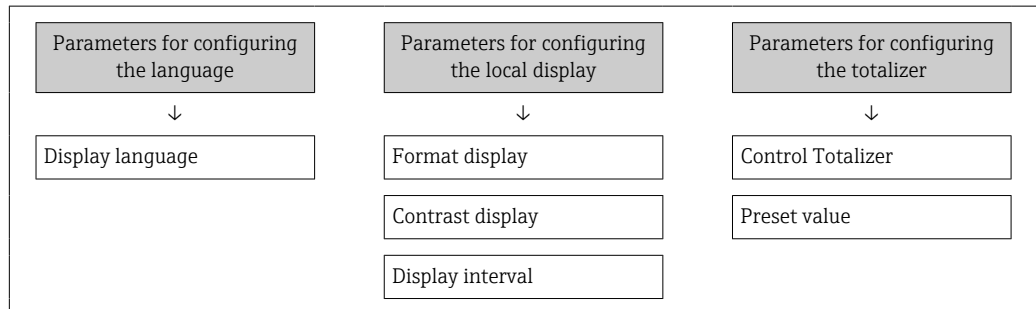 Parameters for configuring
the language
↓
Display language
Parameters for configuring
the local display
↓
Format display
Contrast display
Display interval
Parameters for configuring
the totalizer
↓
Control Totalizer
Preset value